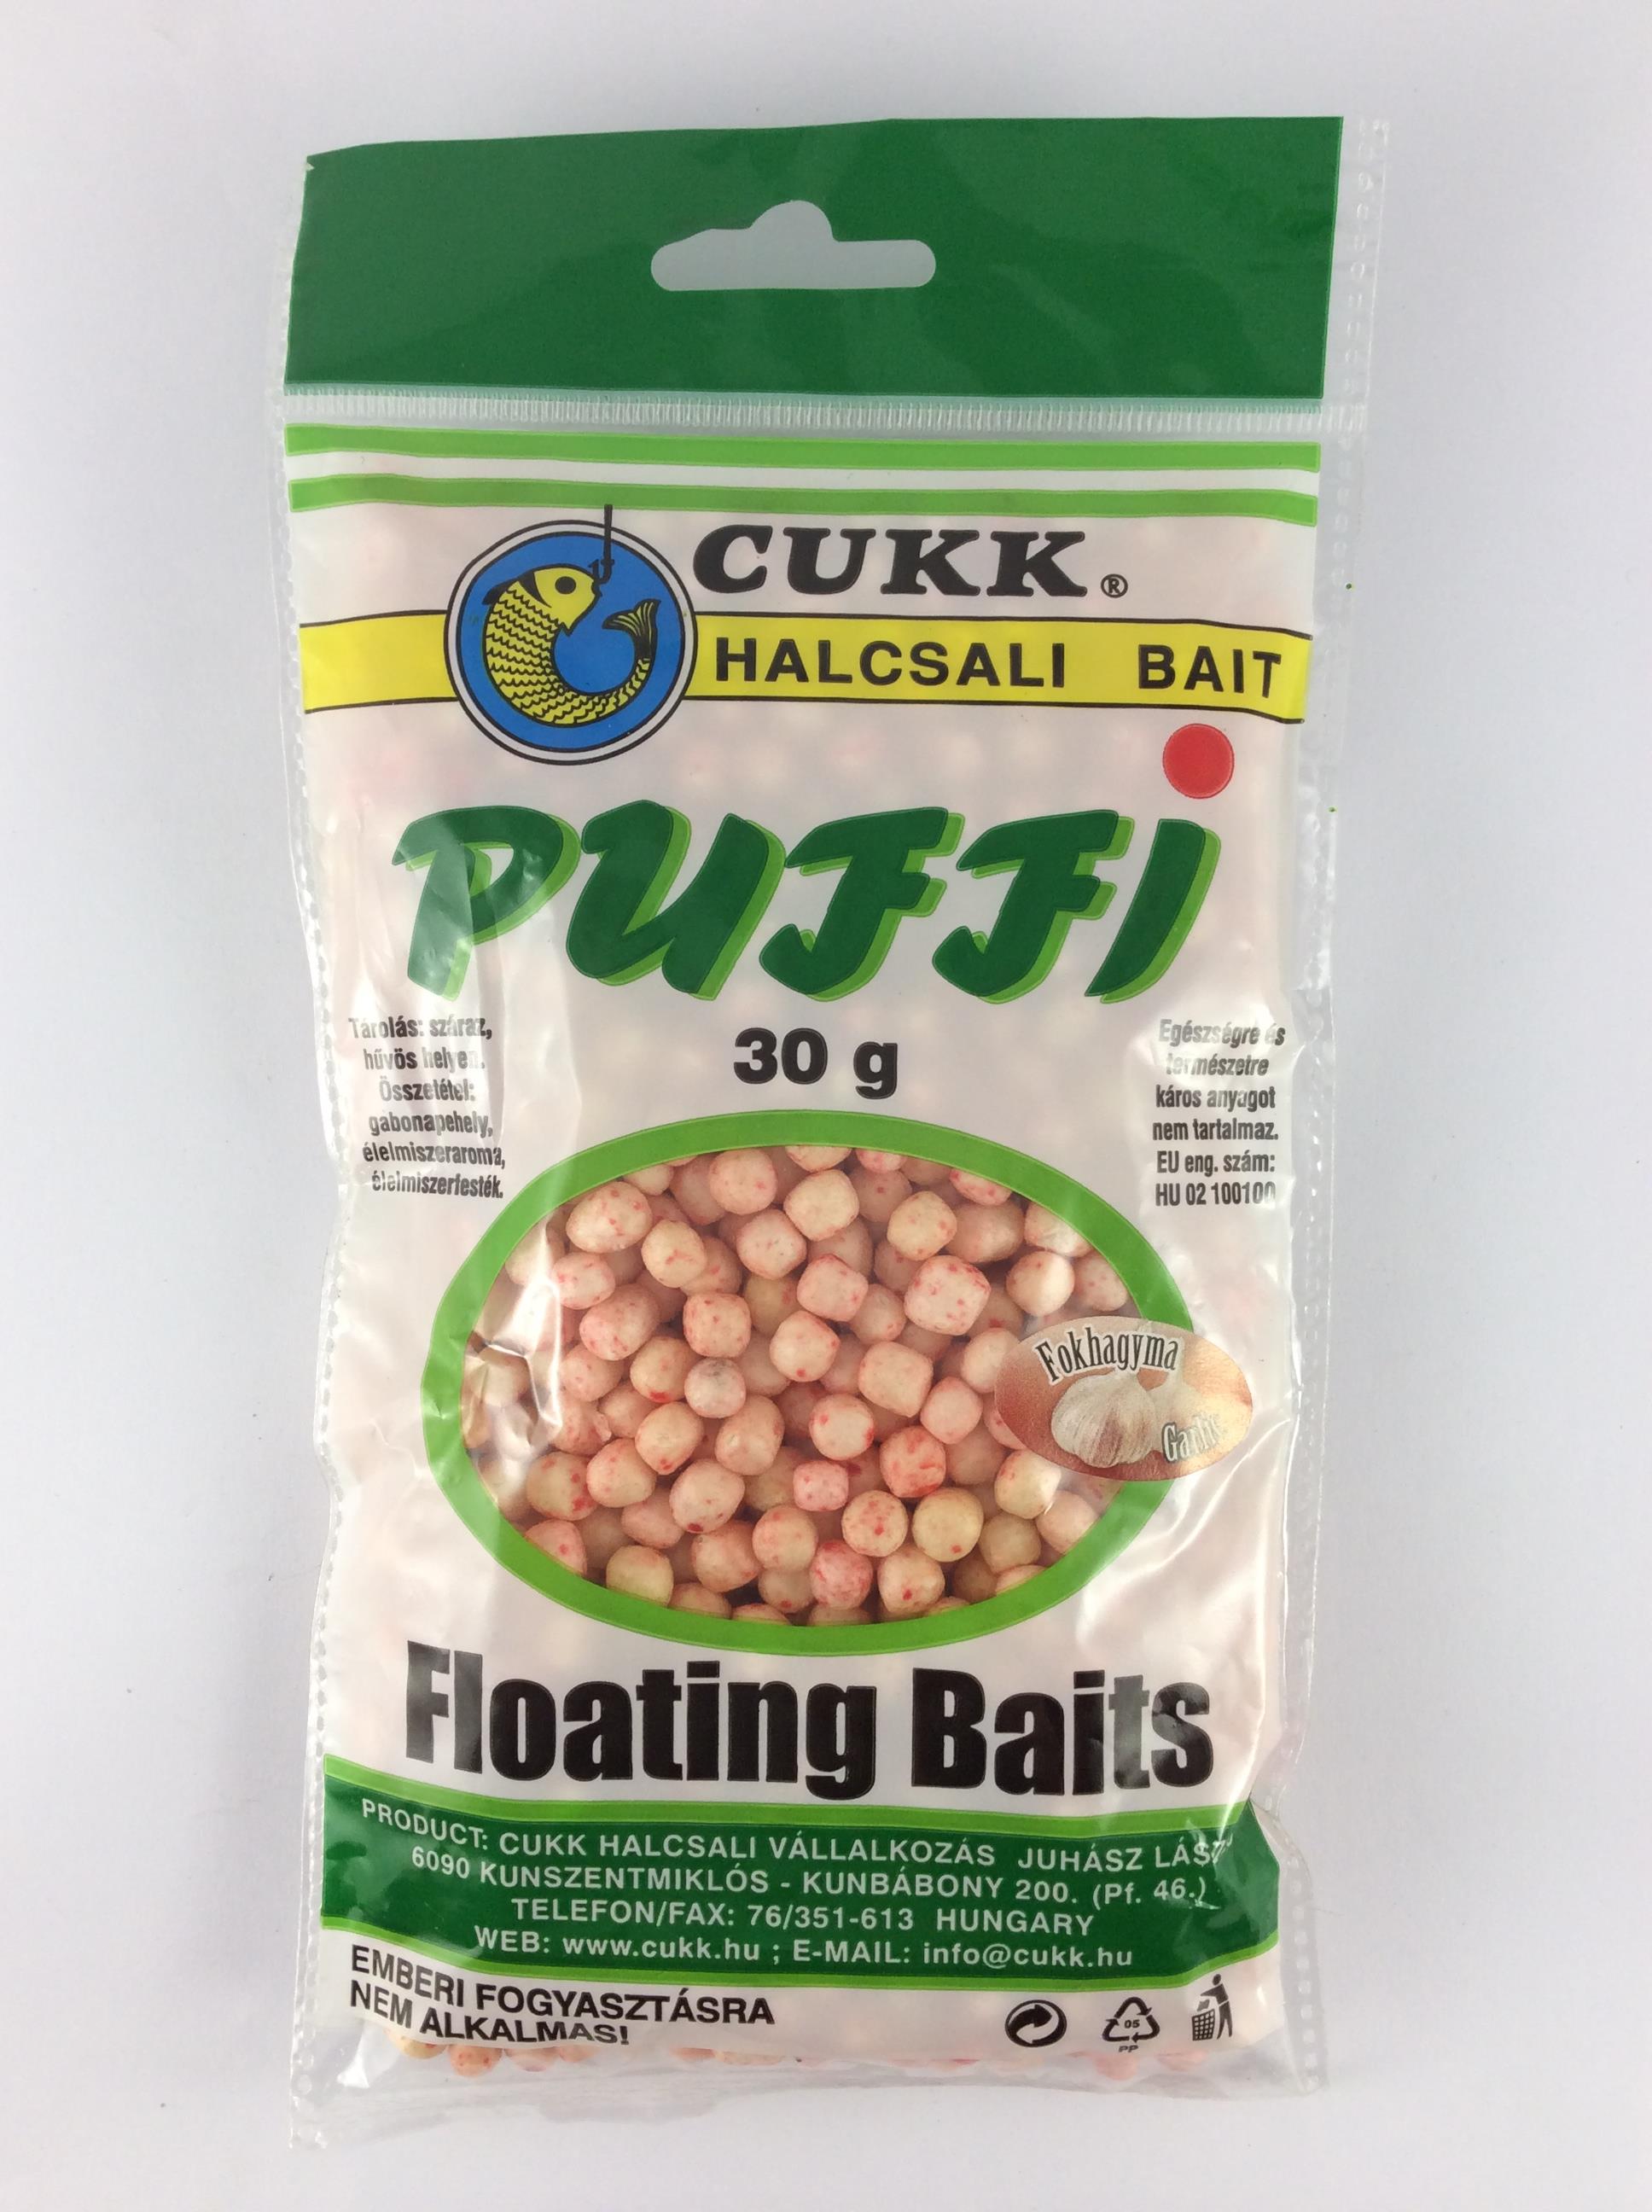 CUKK®
HALCSALI BAIT
PUFFI
30 g
Tárolás: száraz,
hűvös helyen.
Összetétel:
gabonapehely,
élelmiszeraroma,
élelmiszerfesték.
Egészségre és
természetre
káros anyagot
nem tartalmaz.
EU eng. szám:
HU 02 100100
Fokhagyma
Garlic
Floating Baits
PRODUCT: CUKK HALCSALI VÁLLALKOZÁS JUHÁSZ
6090 KUNSZENTMIKLÓS - KUNBÁBONY 200. (Pf. 46.)
TELEFON/FAX: 76/351-613 HUNGARY
WEB: www.cukk.hu ; E-MAIL: info@cukk.hu
EMBERI FOGYASZTÁSRA
NEM ALKALMAS!
05
PP